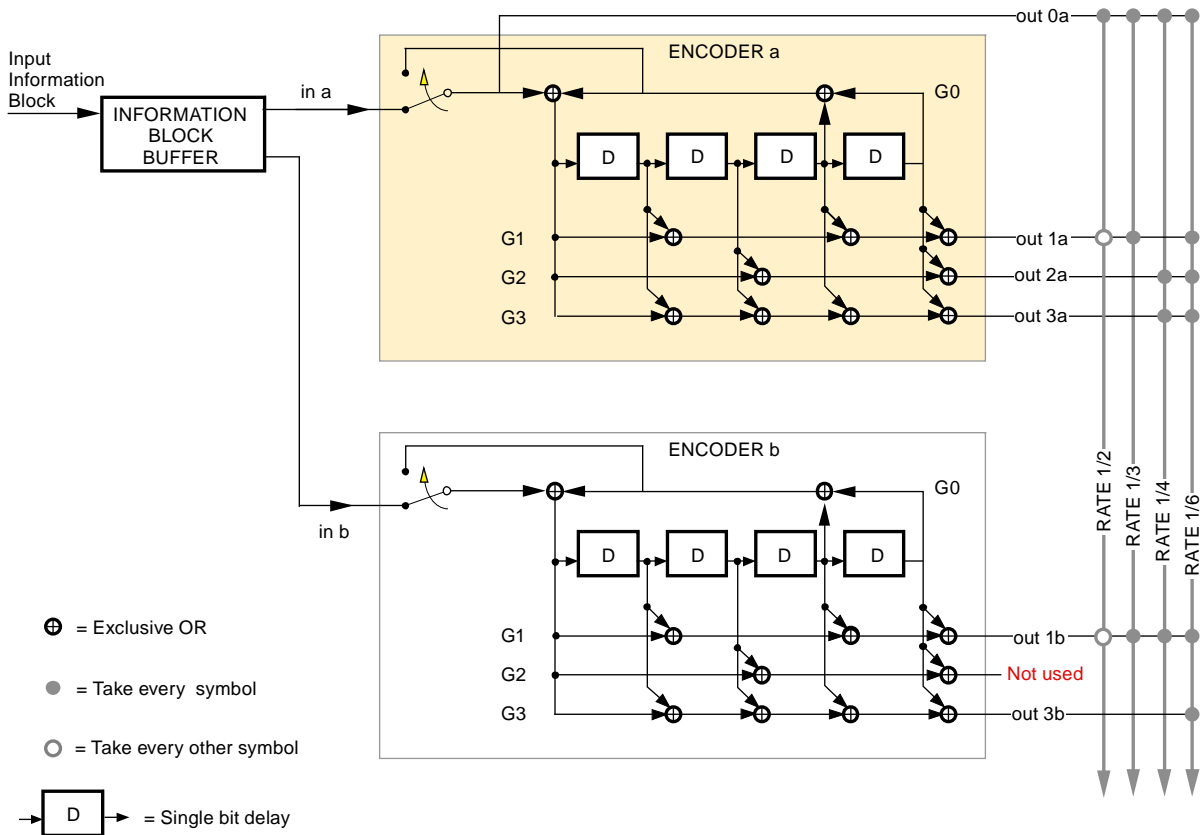 out 0a
ENCODER a
Input
Information
Block
in a
INFORMATION
BLOCK
BUFFER
G0
D
D
D
D
G1
out 1a
G2
out 2a
G3
out 3a
ENCODER b
in b
G0
D
D
D
D
RATE 1/2
RATE 1/3
RATE 1/4
RATE 1/6
G1
out 1b
G2
Not used
G3
out 3b
= Exclusive OR
= Take every symbol
= Take every other symbol
D
= Single bit delay